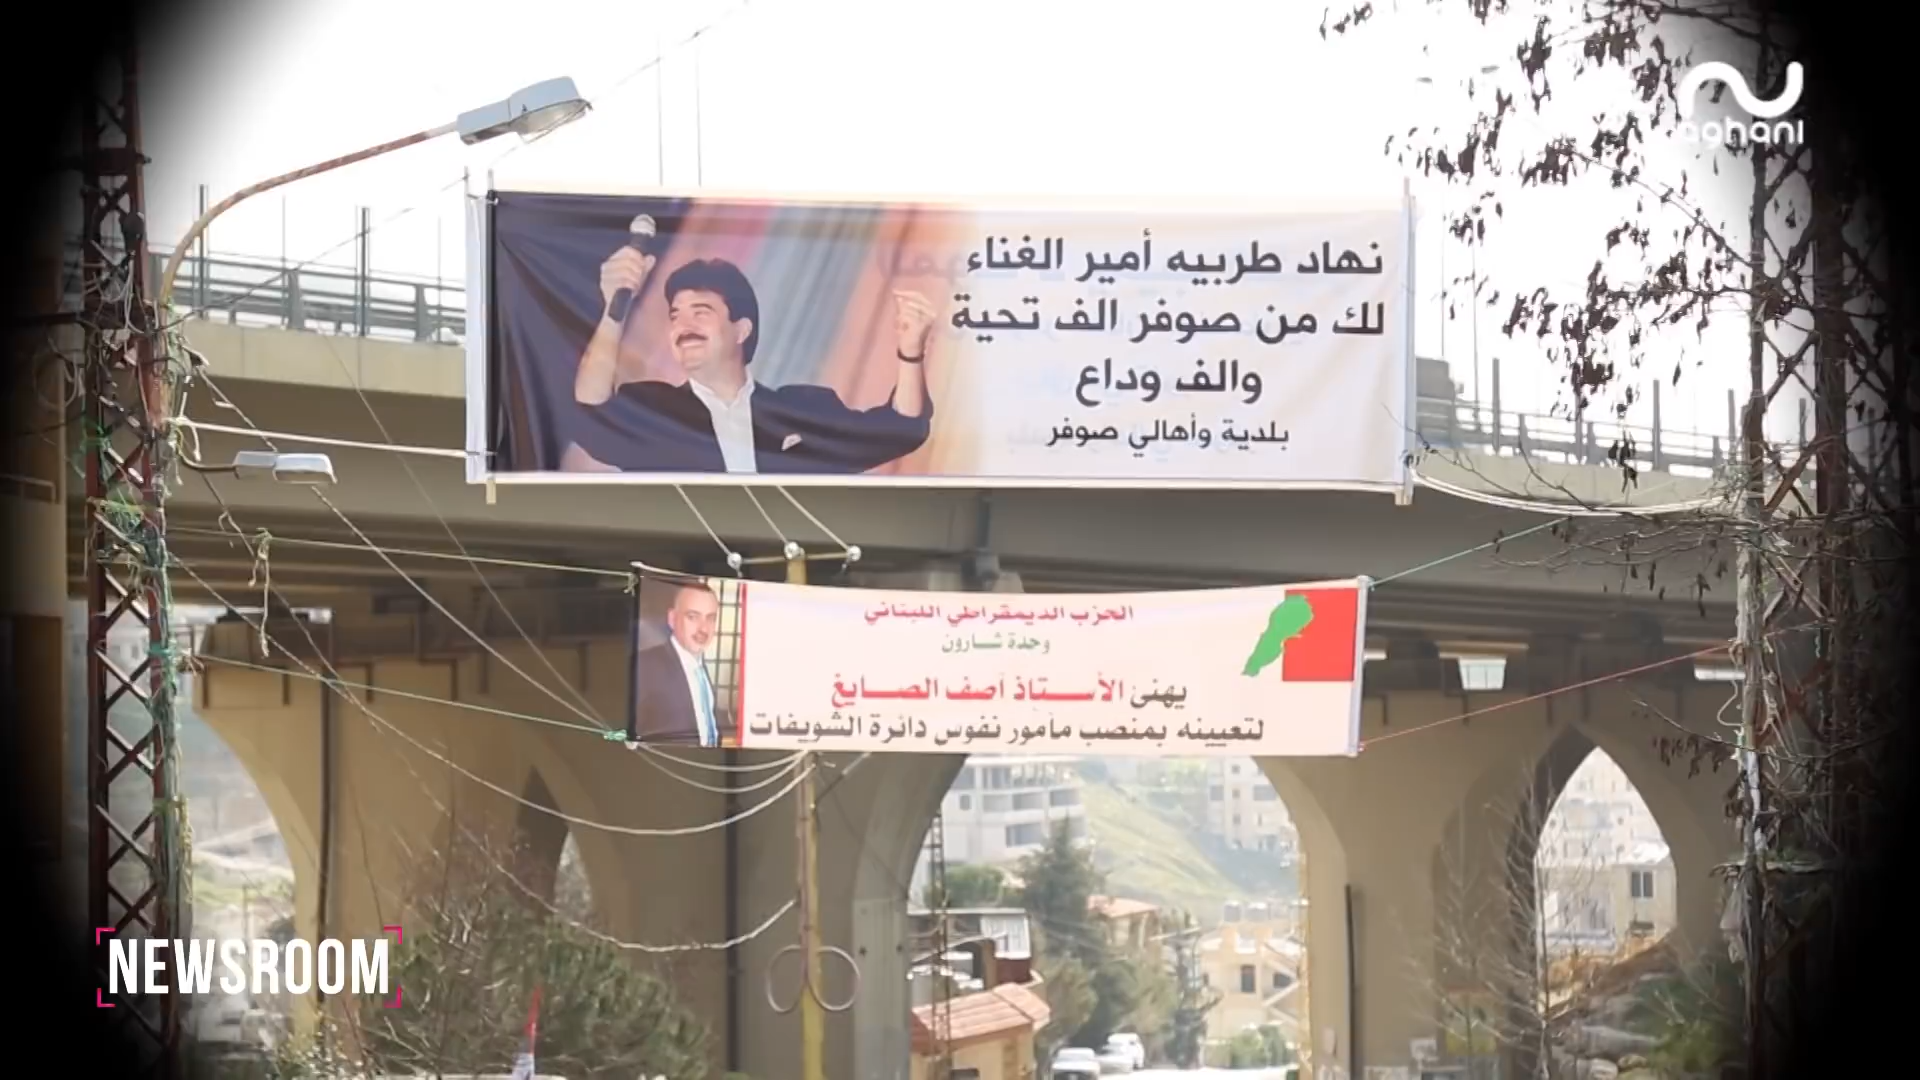 aghani
نهاد طربيه أمير الغناء
لك من صوفر الف تحية
والف وداع
بلدية وأهالي صوفر
الحزب الديمقراطي اللبناني
وحدة شارون
يهنئ الأستاذ أصف الصايغ
لتعيينه بمنصب مأمور نفوس دائرة الشويفات
NEWSROOM